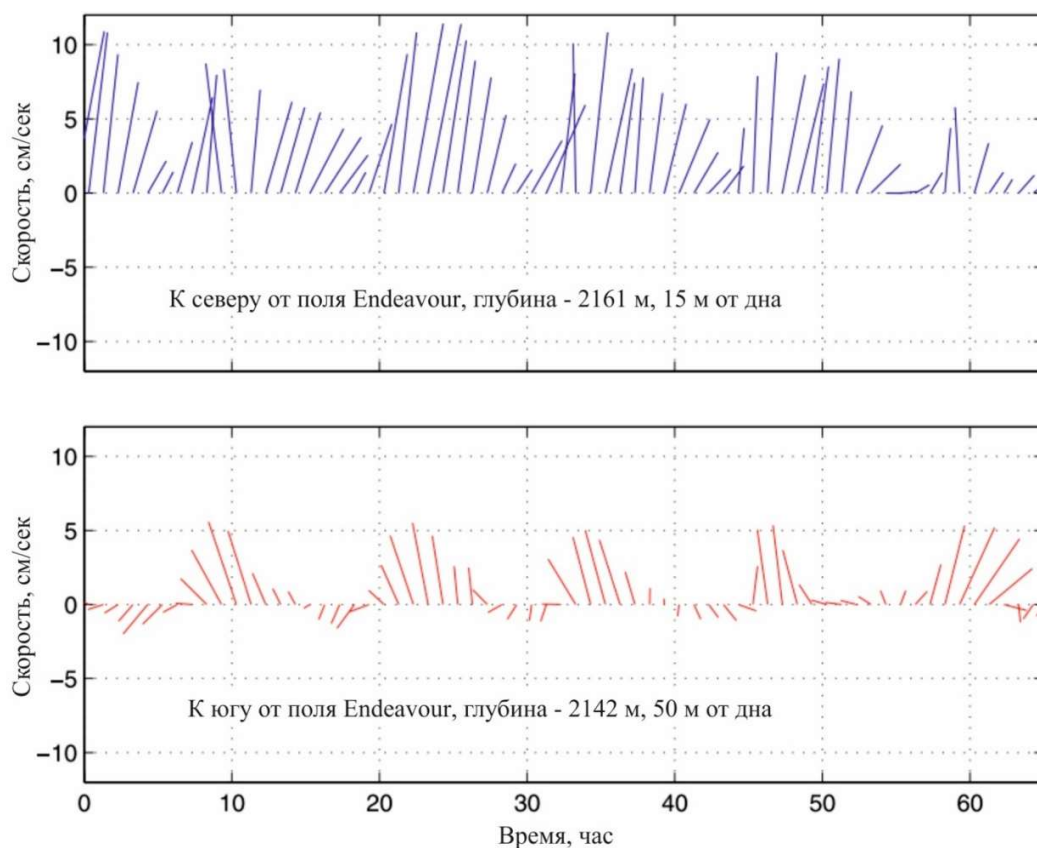 10
5
0
−5
−10
Скорость, см/сек
К северу от поля Endeavour, глубина - 2161 м, 15 м от дна
10
5
0
−5
−10
Скорость, см/сек
К югу от поля Endeavour, глубина - 2142 м, 50 м от дна
0 10 20 30 40 50 60
Время, час